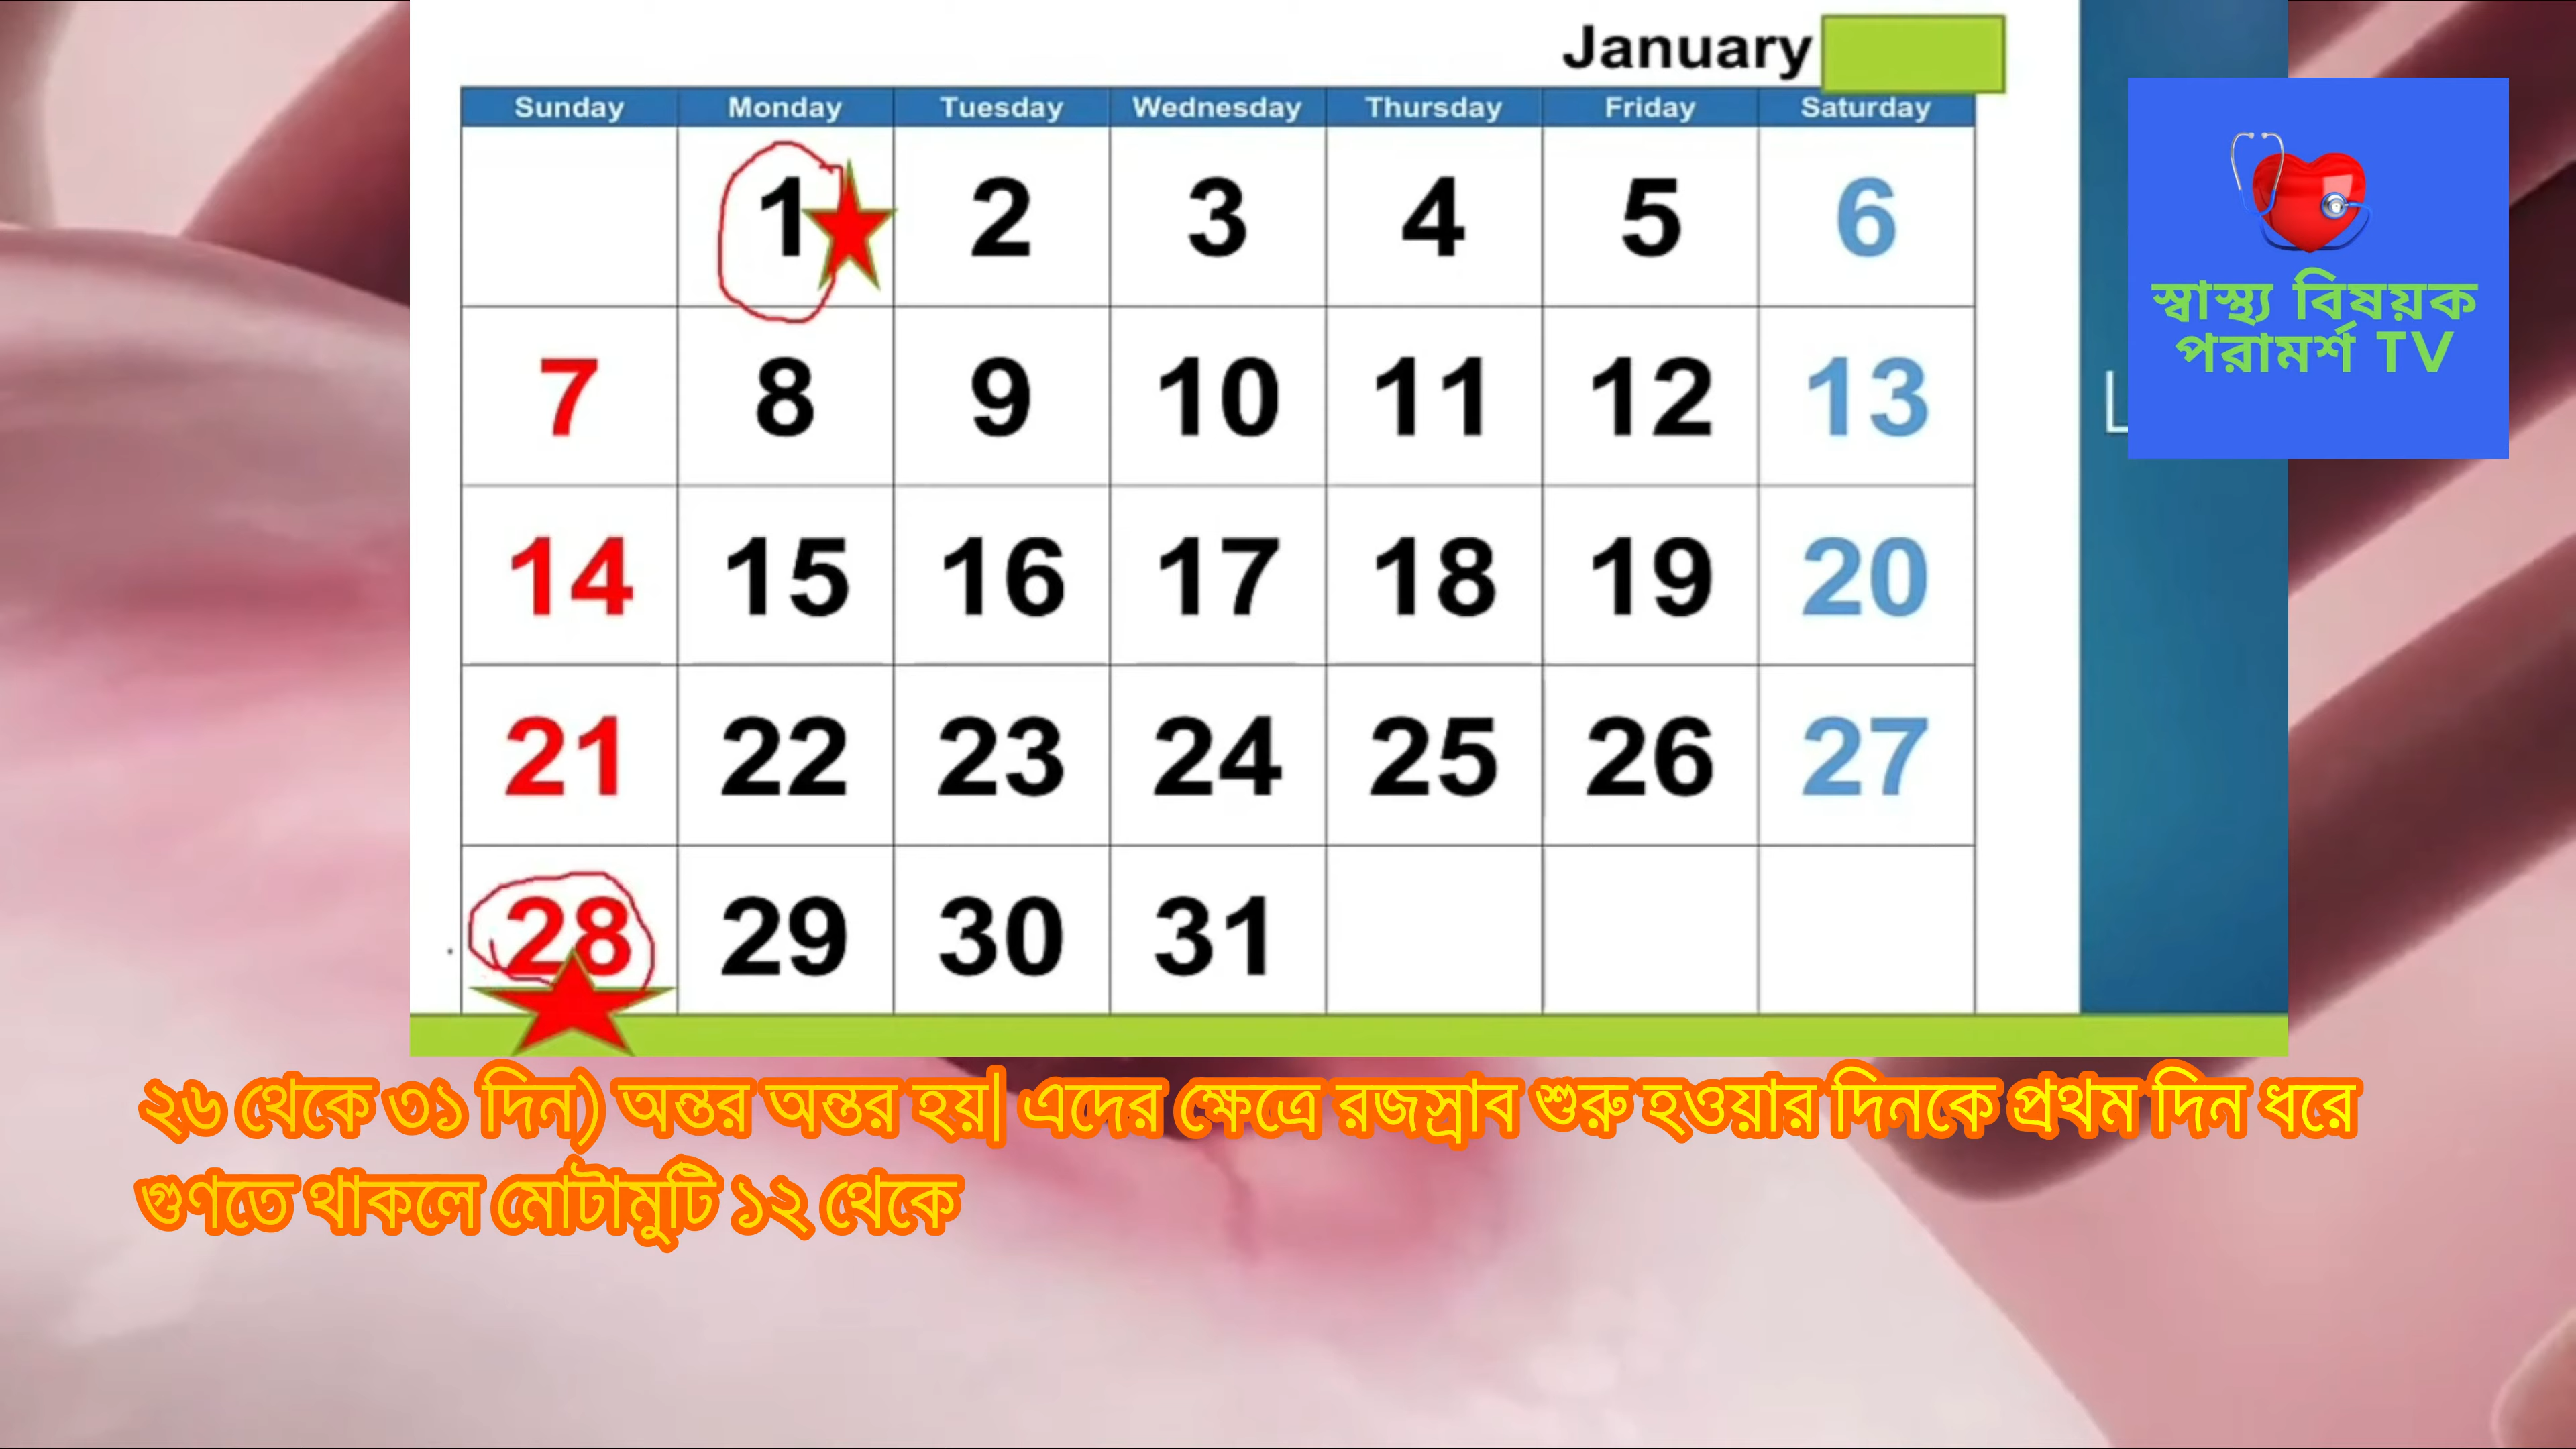 January
Sunday Monday Tuesday Wednesday Thursday Friday Saturday
1 2 3 4 5 6
7 8 9 10 11 12 13
14 15 16 17 18 19 20
21 22 23 24 25 26 27
28 29 30 31
L
স্বাস্থ্য বিষয়ক
পরামর্শ TV
২৬ থেকে ৩১ দিন) অন্তর অন্তর হয়| এদের ক্ষেত্রে রজস্রাব শুরু হওয়ার দিনকে প্রথম দিন ধরে
গুণতে থাকলে মোটামুটি ১২ থেকে